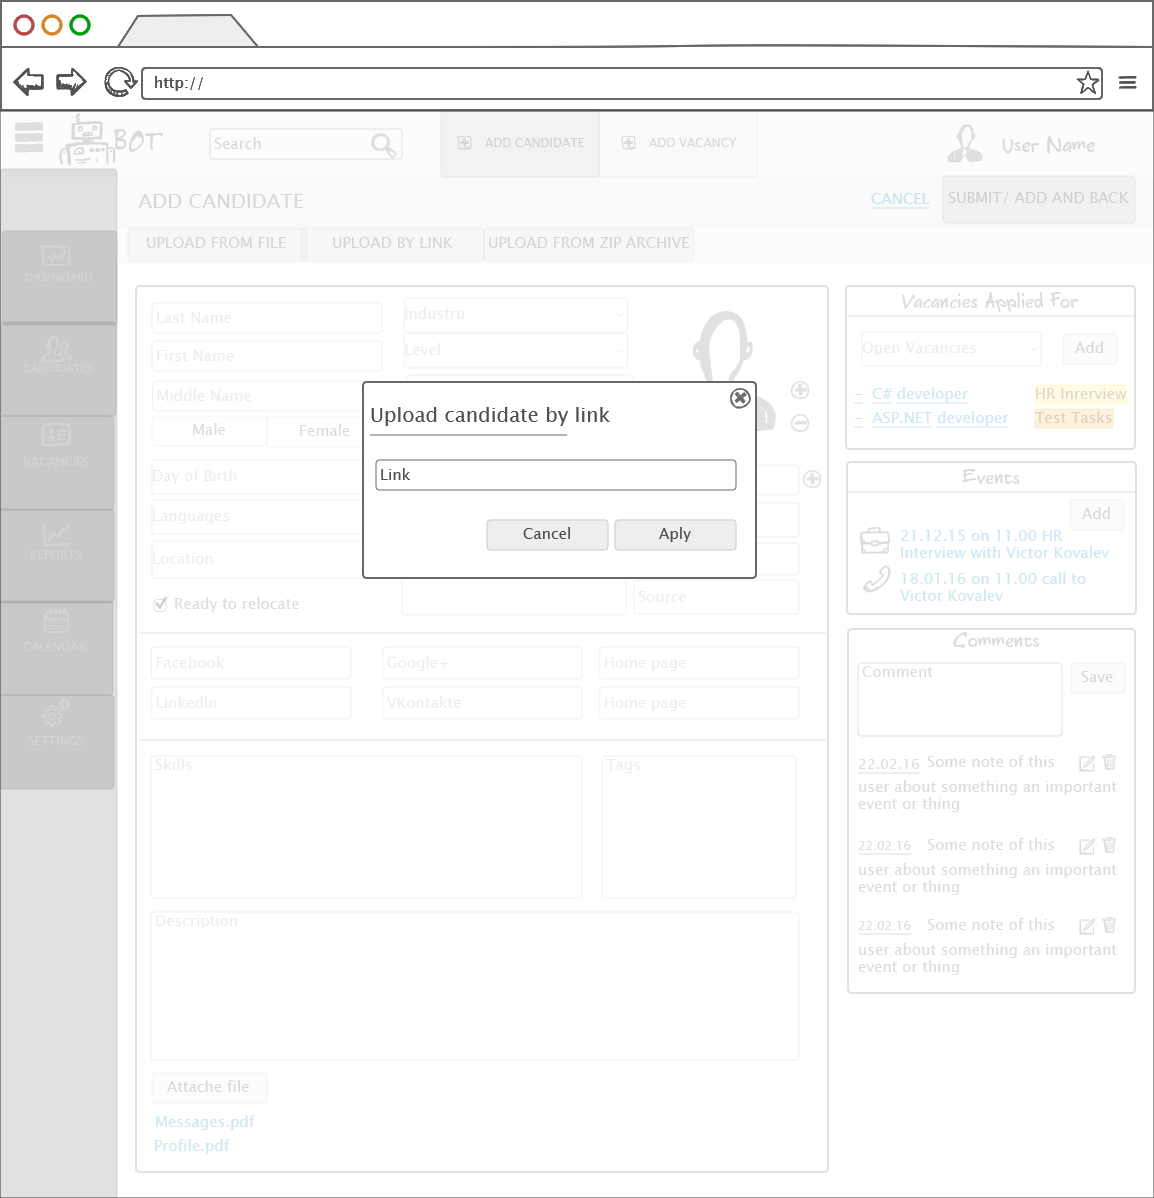 http://
BOT
Search
ADD CANDIDATE
ADD VACANCY
User Name
ADD CANDIDATE
CANCEL
SUBMIT/ ADD AND BACK
UPLOAD FROM FILE
UPLOAD BY LINK
UPLOAD FROM ZIP ARCHIVE
DASHBOARD
CANDIDATES
VACANCIES
REPORTS
CALENDAR
SETTINGS
Last Name
Industru
First Name
Level
Middle Name
Male
Female
Day of Birth
Languages
Location
Ready to relocate
Source
Upload candidate by link
Link
Cancel
Aply
Facebook
Google+
Home page
LinkedIn
VKontakte
Home page
Skills
Tags
Description
Attache file
Messages.pdf
Profile.pdf
Vacancies Applied For
Open Vacancies
Add
– C# developer
HR Inrerview
– ASP.NET developer
Test Tasks
Events
Add
21.12.15 on 11.00 HR
Interview with Victor Kovalev
18.01.16 on 11.00 call to
Victor Kovalev
Comments
Comment
Save
22.02.16 Some note of this
user about something an important
event or thing
22.02.16 Some note of this
user about something an important
event or thing
22.02.16 Some note of this
user about something an important
event or thing